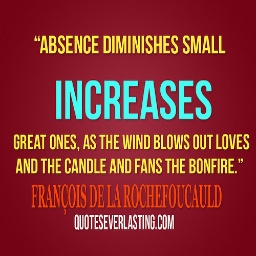 “ABSENCE DIMINISHES SMALL
INCREASES
GREAT ONES, AS THE WIND BLOWS OUT LOVES
AND THE CANDLE AND FANS THE BONFIRE.”
FRANÇOIS DE LA ROCHEFOUCAULD
QUOTESEVERLASTING.COM